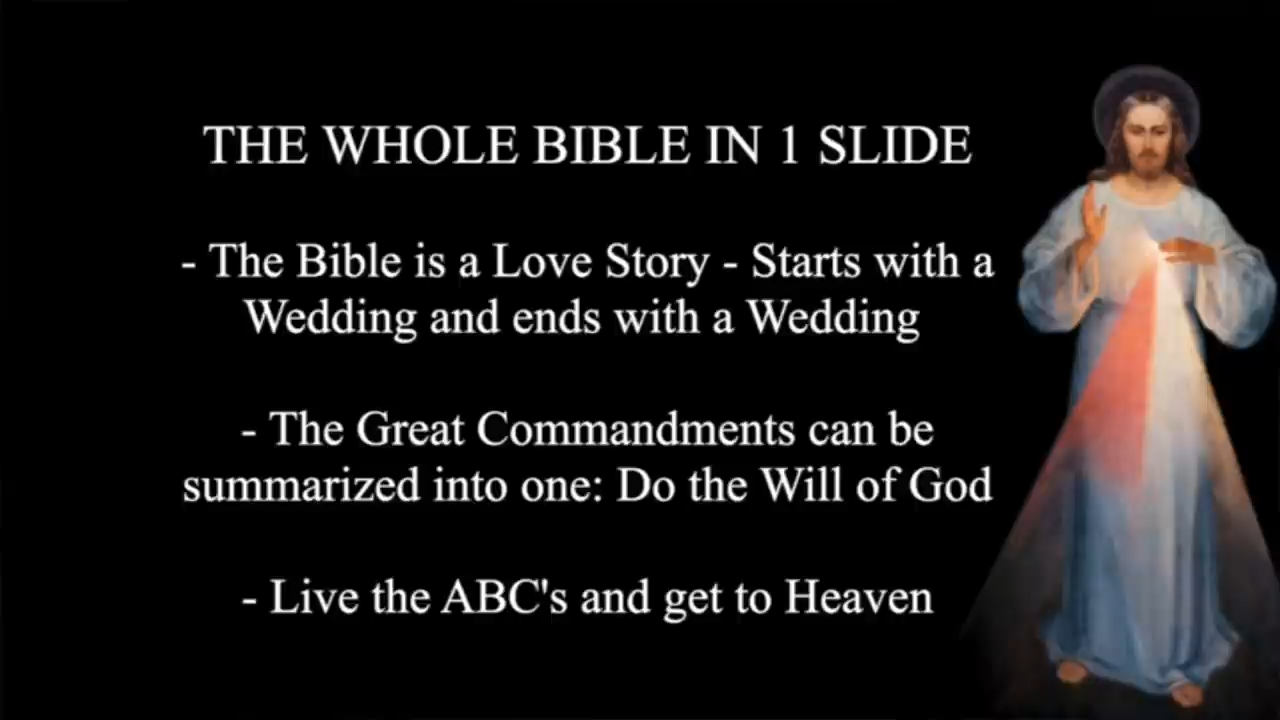 THE WHOLE BIBLE IN 1 SLIDE
- The Bible is a Love Story - Starts with a
Wedding and ends with a Wedding
- The Great Commandments can be
summarized into one: Do the Will of God
- Live the ABC's and get to Heaven